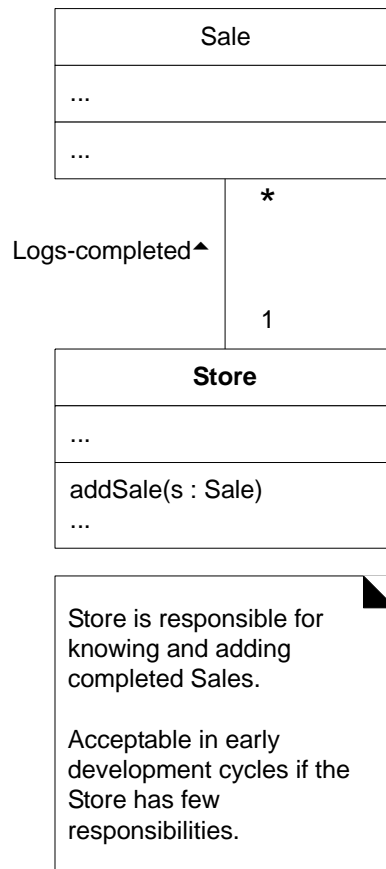 Sale
...
...
*
Logs-completed
1
Store
...
addSale(s : Sale)
...
Store is responsible for
knowing and adding
completed Sales.
Acceptable in early
development cycles if the
Store has few
responsibilities.